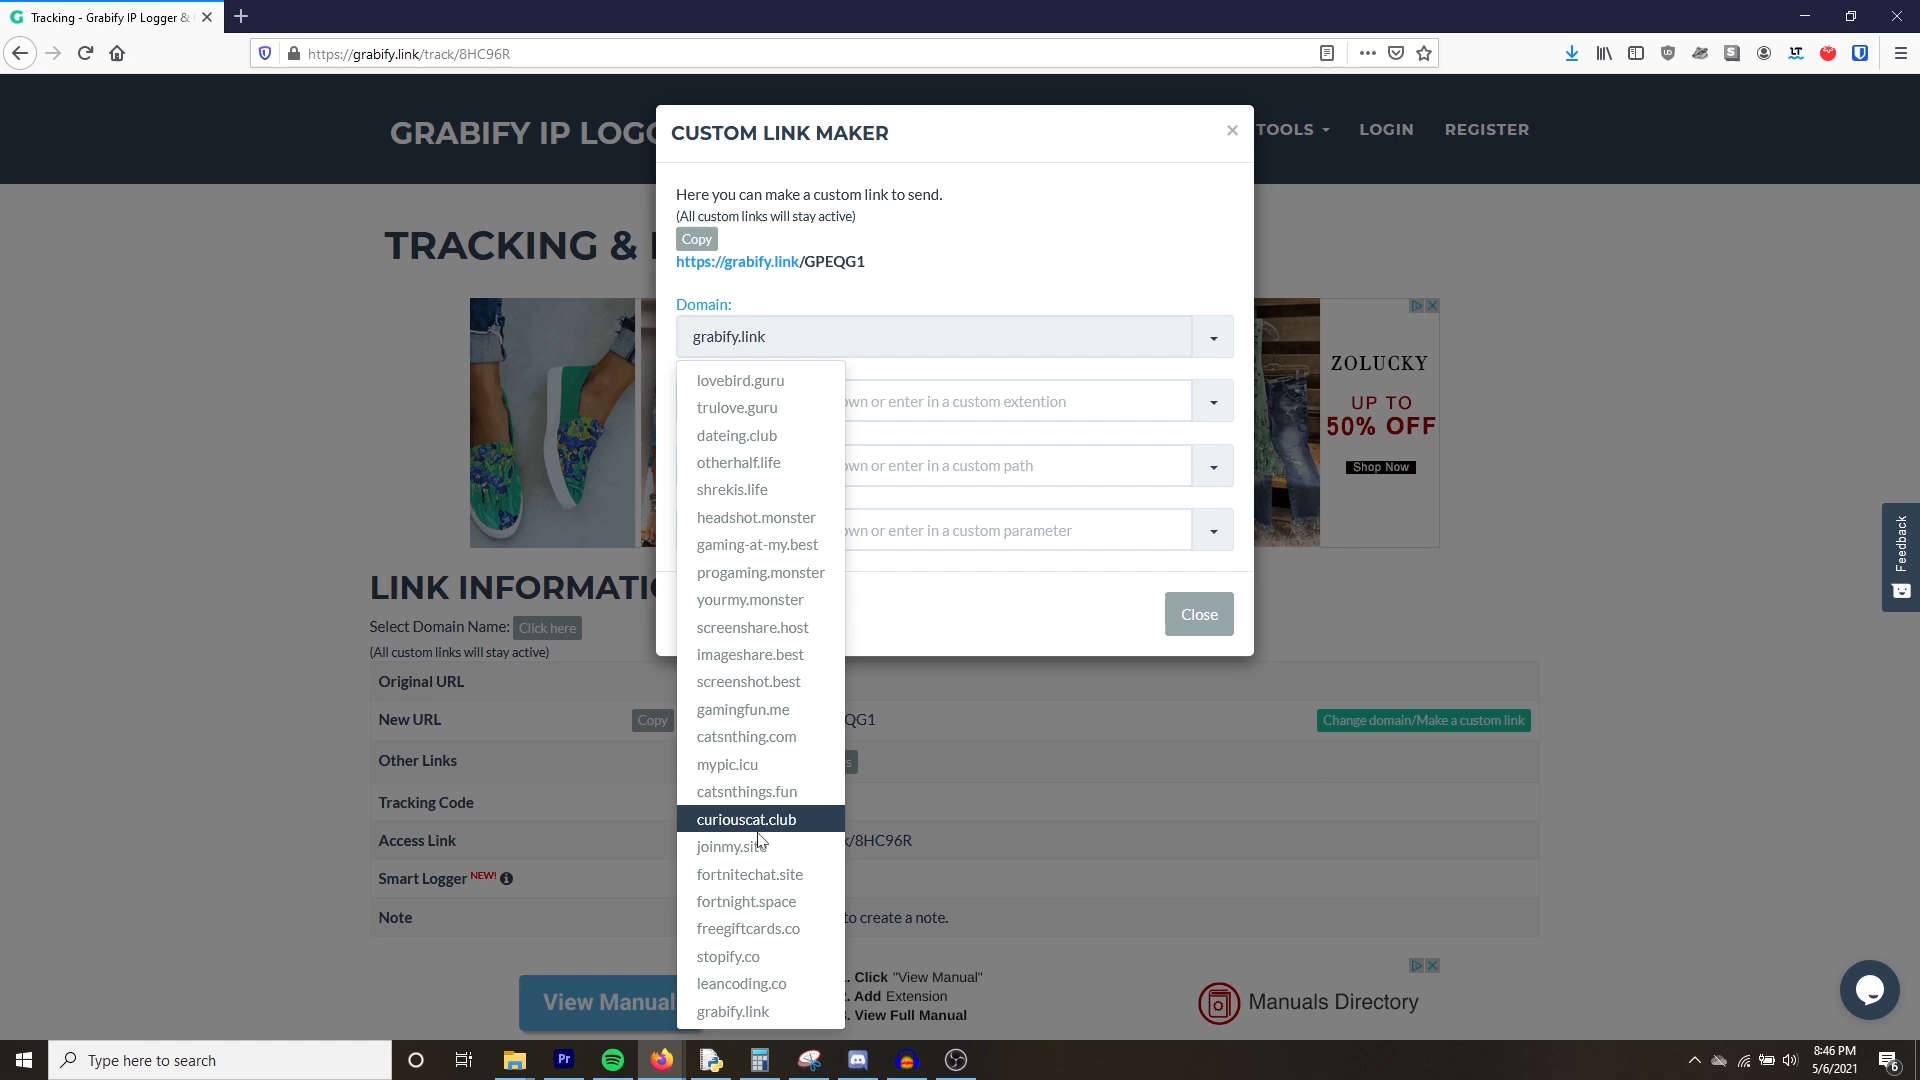 Tracking - Grabify IP Logger &
https://grabify.link/track/8HC96R
GRABIFY IP LOGG
TOOLS
LOGIN
REGISTER
CUSTOM LINK MAKER
×
Here you can make a custom link to send.
(All custom links will stay active)
Copy
https://grabify.link/GPEQG1
Domain:
grabify.link
lovebird.guru
trulove.guru
dateing.club
otherhalf.life
shrekis.life
headshot.monster
gaming-at-my.best
progaming.monster
yourmy.monster
screenshare.host
imageshare.best
screenshot.best
gamingfun.me
catsnthing.com
mypic.icu
catsnthings.fun
curiouscat.club
joinmy.site
fortnitechat.site
fortnight.space
freegiftcards.co
stopify.co
leancoding.co
grabify.link
own or enter in a custom extention
own or enter in a custom path
own or enter in a custom parameter
Close
TRACKING &
ZOLUCKY
UP TO
50% OFF
Shop Now
Feedback
LINK INFORMATIO
Select Domain Name: Click here
(All custom links will stay active)
Original URL
New URL
Copy
QG1
Change domain/Make a custom link
Other Links
s
Tracking Code
Access Link
k/8HC96R
Smart Logger NEW!
Note
to create a note.
View Manual
. Click "View Manual"
. Add Extension
. View Full Manual
Manuals Directory
Type here to search
Pr
8:46 PM
5/6/2021
6